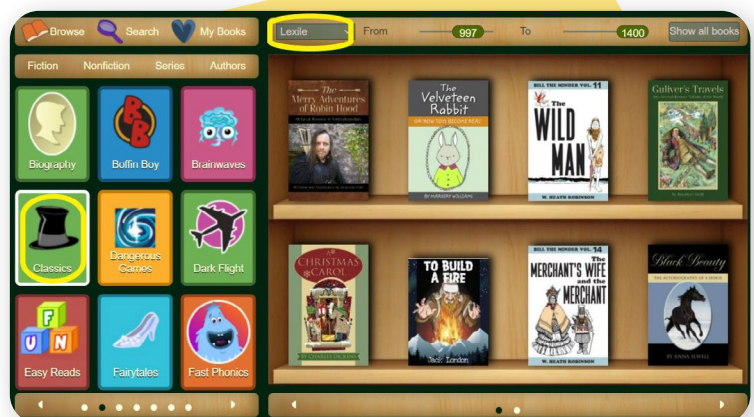 Browse Search My Books
Lexile From 997 To 1400 Show all books
Fiction Nonfiction Series Authors
Biography
Boffin Boy
Brainwaves
Classics
Dangerous
Games
Dark Flight
F
U N
Easy Reads
Fairytales
Fast Phonics
The
Merry Adventures
of Robin Hood
The
Velveteen
Rabbit
OR HOW TOYS BECOME REAL
BY MARGERY WILLIAMS
BILL THE MINDER VOL. 11
The
WILD
MAN
W. HEATH ROBINSON
Gulliver's Travels
A
CHRISTMAS
CAROL
BY CHARLES DICKENS
TO BUILD
A FIRE
Jack London
BILL THE MINDER VOL. 14
The
MERCHANT'S WIFE
and the
MERCHANT
W. HEATH ROBINSON
Black Beauty
THE AUTOBIOGRAPHY OF A HORSE
BY ANNA SEWELL